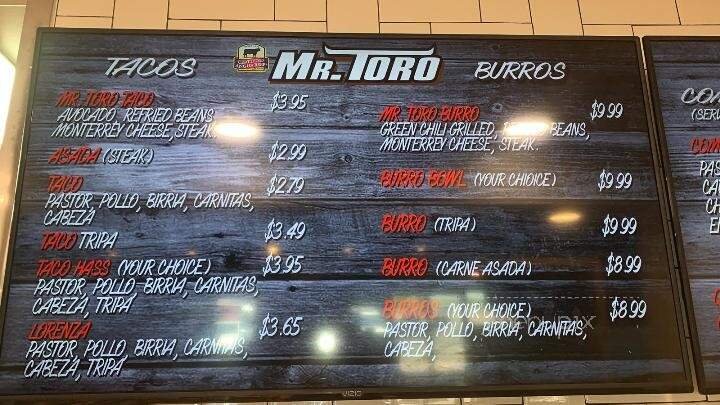 TACOS
MR. TORO
BURROS
MR. TORO TACO $3.95
AVOCADO, REFRIED BEANS
MONTERREY CHEESE, STEAK
ASADA (STEAK) $2.99
TACO $2.79
PASTOR, POLLO, BIRRIA, CARNITAS,
CABEZA
TACO TRIPA $3.49
TACO HASS (YOUR CHOICE) $3.95
PASTOR, POLLO, BIRRIA, CARNITAS,
CABEZA, TRIPA
LORENZA $3.65
PASTOR, POLLO, BIRRIA, CARNITAS,
CABEZA, TRIPA
MR. TORO BURRO $9.99
GREEN CHILI GRILLED, BEANS,
MONTERREY CHEESE, STEAK.
BURRO BOWL (YOUR CHIOICE) $9.99
BURRO (TRIPA) $9.99
BURRO (CARNE ASADA) $8.99
BURROS (YOUR CHOICE) $8.99
PASTOR, POLLO, BIRRIA, CARNITAS,
CABEZA,
VIZIO